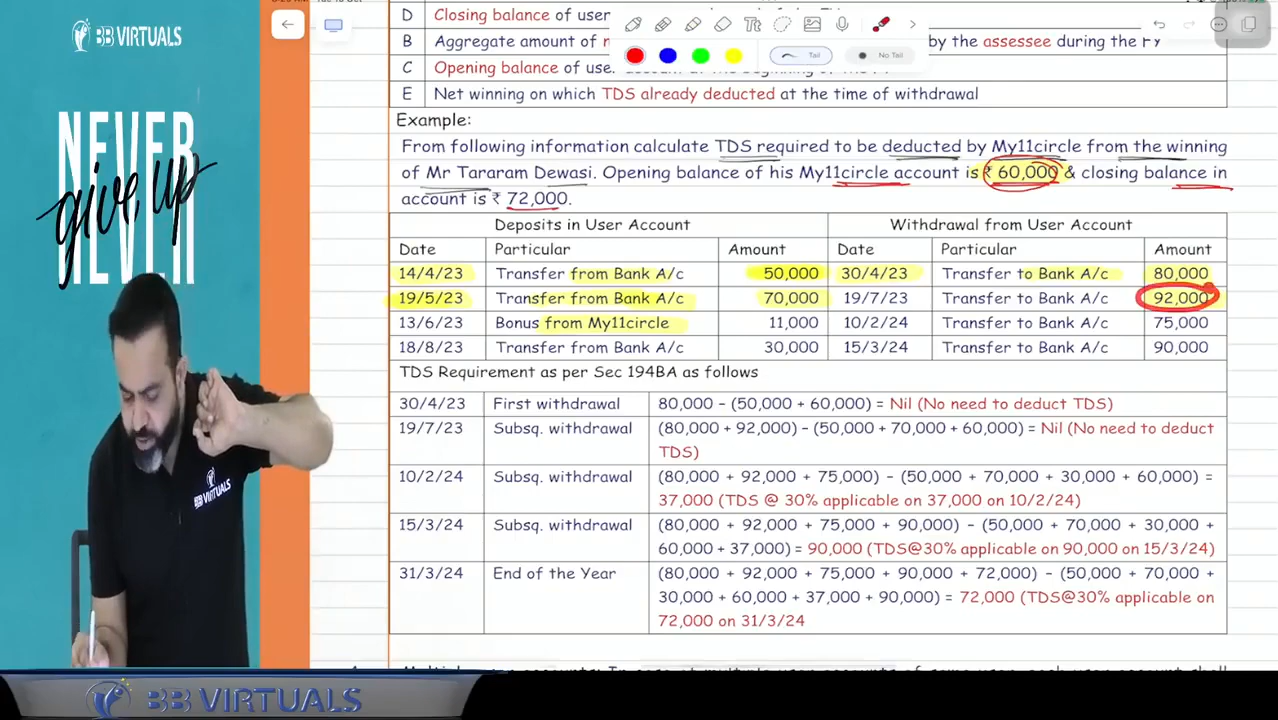 BB VIRTUALS
NEVER
give up
NEVER
BB VIRTUALS
D Closing balance of user
B Aggregate amount of by the assessee during the FY
C Opening balance of user
Tail
No Tail
E Net winning on which TDS already deducted at the time of withdrawal
Example:
From following information calculate TDS required to be deducted by My11circle from the winning
of Mr Tararam Dewasi. Opening balance of his My11circle account is ₹ 60,000 & closing balance in
account is ₹ 72,000.
Deposits in User Account Withdrawal from User Account
Date Particular Amount Date Particular Amount
14/4/23 Transfer from Bank A/c 50,000 30/4/23 Transfer to Bank A/c 80,000
19/5/23 Transfer from Bank A/c 70,000 19/7/23 Transfer to Bank A/c 92,000
13/6/23 Bonus from My11circle 11,000 10/2/24 Transfer to Bank A/c 75,000
18/8/23 Transfer from Bank A/c 30,000 15/3/24 Transfer to Bank A/c 90,000
TDS Requirement as per Sec 194BA as follows
30/4/23 First withdrawal 80,000 – (50,000 + 60,000) = Nil (No need to deduct TDS)
19/7/23 Subsq. withdrawal (80,000 + 92,000) – (50,000 + 70,000 + 60,000) = Nil (No need to deduct
TDS)
10/2/24 Subsq. withdrawal (80,000 + 92,000 + 75,000) – (50,000 + 70,000 + 30,000 + 60,000) =
37,000 (TDS @ 30% applicable on 37,000 on 10/2/24)
15/3/24 Subsq. withdrawal (80,000 + 92,000 + 75,000 + 90,000) – (50,000 + 70,000 + 30,000 +
60,000 + 37,000) = 90,000 (TDS@30% applicable on 90,000 on 15/3/24)
31/3/24 End of the Year (80,000 + 92,000 + 75,000 + 90,000 + 72,000) – (50,000 + 70,000 +
30,000 + 60,000 + 37,000 + 90,000) = 72,000 (TDS@30% applicable on
72,000 on 31/3/24
BB VIRTUALS